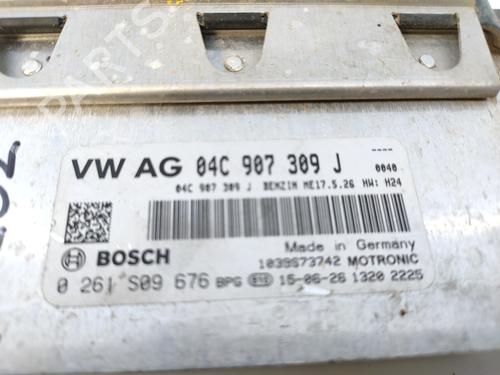 VW AG 04C 907 309 J 0040
04C 907 309 J BENZIN ME17.5.26 HW: H24
BOSCH
Made in Germany
1039S73742 MOTRONIC
0 261 S09 676 BPG 15-06-26 1320 2225